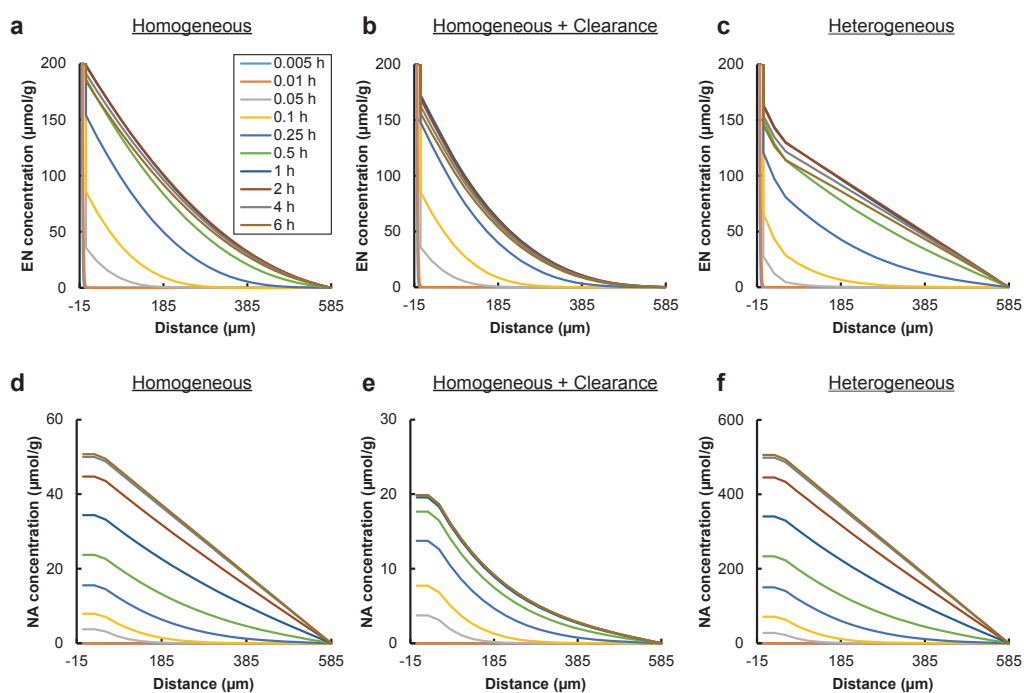 a
Homogeneous
b
Homogeneous + Clearance
c
Heterogeneous
EN concentration (µmol/g)
200
150
100
50
0
-15
185
385
585
Distance (µm)
0.005 h
0.01 h
0.05 h
0.1 h
0.25 h
0.5 h
1 h
2 h
4 h
6 h
EN concentration (µmol/g)
200
150
100
50
0
-15
185
385
585
Distance (µm)
EN concentration (µmol/g)
200
150
100
50
0
-15
185
385
585
Distance (µm)
d
Homogeneous
e
Homogeneous + Clearance
f
Heterogeneous
NA concentration (µmol/g)
60
40
20
0
-15
185
385
585
Distance (µm)
NA concentration (µmol/g)
30
20
10
0
-15
185
385
585
Distance (µm)
NA concentration (µmol/g)
600
400
200
0
-15
185
385
585
Distance (µm)